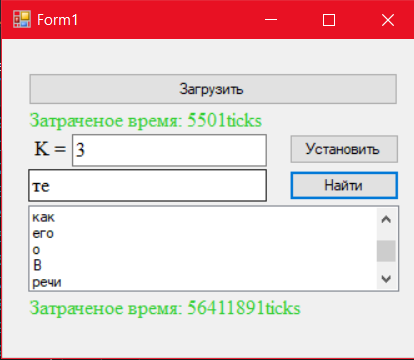 Form1
Загрузить
Затраченое время: 5501ticks
K = 3 Установить
те Найти
как
его
о
В
речи
Затраченое время: 56411891ticks